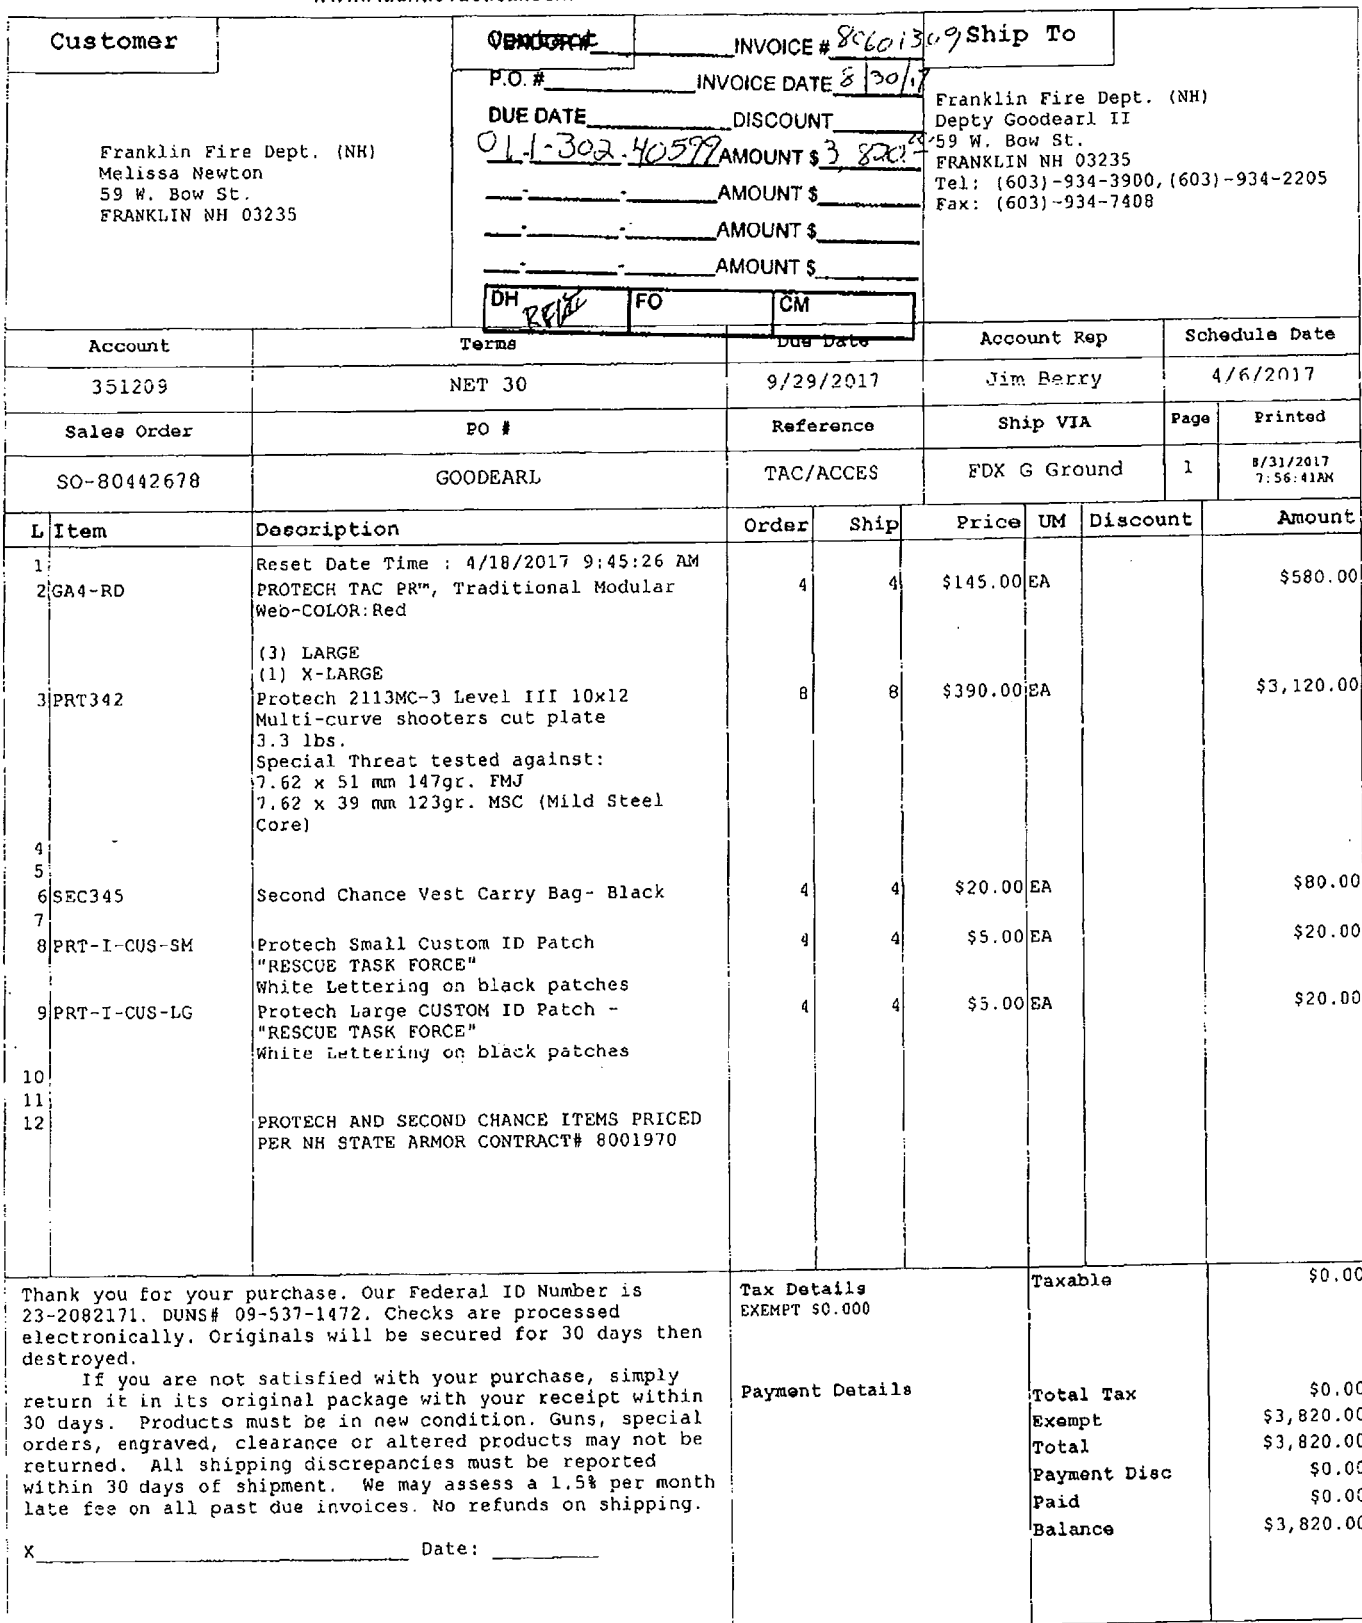 Customer
INVOICE # 80601309
Ship To
P.O. # INVOICE DATE 8/30/17
DUE DATE DISCOUNT
011-302-40599 AMOUNT $ 3,820.
AMOUNT $
AMOUNT $
AMOUNT $
DH FO CM
Franklin Fire Dept. (NH)
Melissa Newton
59 W. Bow St.
FRANKLIN NH 03235
Franklin Fire Dept. (NH)
Depty Goodearl II
59 W. Bow St.
FRANKLIN NH 03235
Tel: (603)-934-3900, (603)-934-2205
Fax: (603)-934-7408
Account Terms Due Date Account Rep Schedule Date
351209 NET 30 9/29/2017 Jim Berry 4/6/2017
Sales Order PO # Reference Ship VIA Page Printed
SO-80442678 GOODEARL TAC/ACCES FDX G Ground 1 8/31/2017
7:56:41AM
L Item Description Order Ship Price UM Discount Amount
1 Reset Date Time : 4/18/2017 9:45:26 AM
2 GA4-RD PROTECH TAC PR™, Traditional Modular 4 4 $145.00 EA $580.00
Web-COLOR:Red
(3) LARGE
(1) X-LARGE
3 PRT342 Protech 2113MC-3 Level III 10x12 8 8 $390.00 EA $3,120.00
Multi-curve shooters cut plate
3.3 lbs.
Special Threat tested against:
7.62 x 51 mm 147gr. FMJ
7.62 x 39 mm 123gr. MSC (Mild Steel
Core)
4
5
6 SEC345 Second Chance Vest Carry Bag- Black 4 4 $20.00 EA $80.00
7
8 PRT-I-CUS-SM Protech Small Custom ID Patch 4 4 $5.00 EA $20.00
"RESCUE TASK FORCE"
White Lettering on black patches
9 PRT-I-CUS-LG Protech Large CUSTOM ID Patch - 4 4 $5.00 EA $20.00
"RESCUE TASK FORCE"
White Lettering on black patches
10
11
12 PROTECH AND SECOND CHANCE ITEMS PRICED
PER NH STATE ARMOR CONTRACT# 8001970
Thank you for your purchase. Our Federal ID Number is
23-2082171. DUNS# 09-537-1472. Checks are processed
electronically. Originals will be secured for 30 days then
destroyed.
If you are not satisfied with your purchase, simply
return it in its original package with your receipt within
30 days. Products must be in new condition. Guns, special
orders, engraved, clearance or altered products may not be
returned. All shipping discrepancies must be reported
within 30 days of shipment. We may assess a 1.5% per month
late fee on all past due invoices. No refunds on shipping.
X Date:
Tax Details
EXEMPT $0.000
Payment Details
Taxable $0.00
Total Tax $0.00
Exempt $3,820.00
Total $3,820.00
Payment Disc $0.00
Paid $0.00
Balance $3,820.00